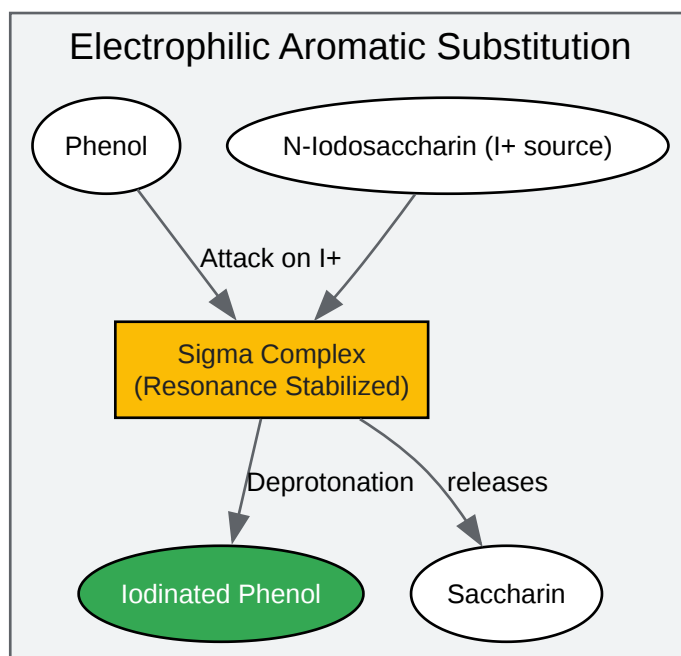 Electrophilic Aromatic Substitution
Phenol
N-Iodosaccharin (I+ source)
Attack on I+
Sigma Complex
(Resonance Stabilized)
Deprotonation
releases
Iodinated Phenol
Saccharin